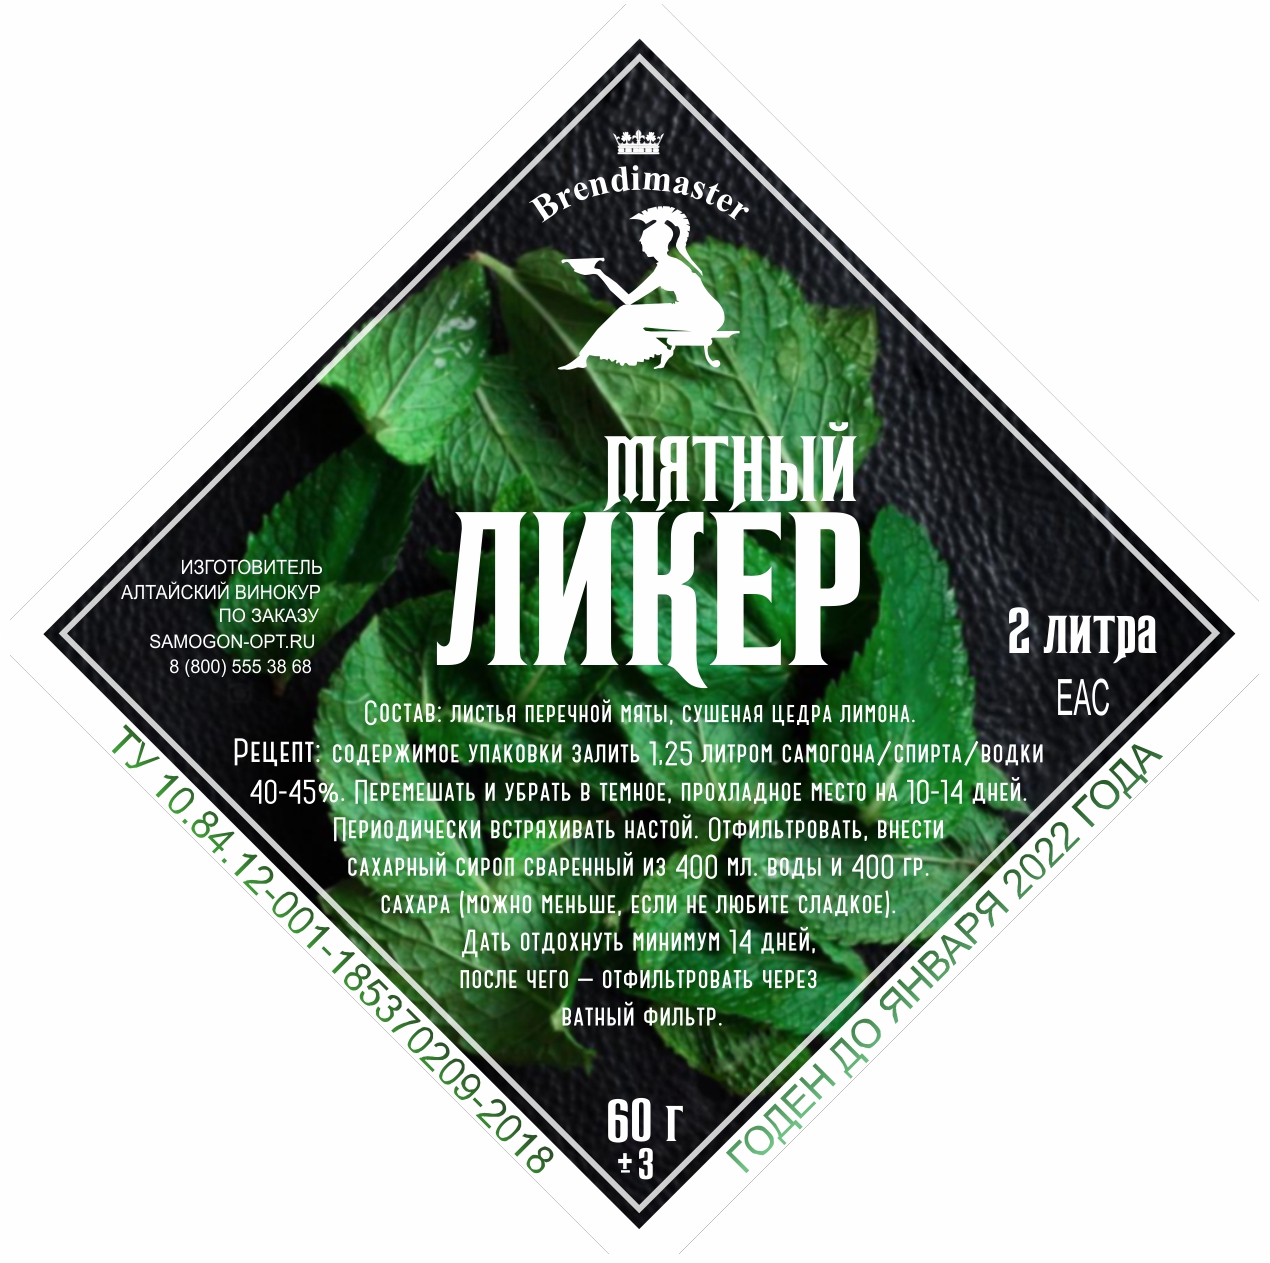 Brendimaster
МЯТНЫЙ
ЛИКЕР
ИЗГОТОВИТЕЛЬ
АЛТАЙСКИЙ ВИНОКУР
ПО ЗАКАЗУ
SAMOGON-OPT.RU
8 (800) 555 38 68
2 литра
EAC
Состав: листья перечной мяты, сушеная цедра лимона.
Рецепт: содержимое упаковки залить 1,25 литром самогона/спирта/водки
40-45%. Перемешать и убрать в темное, прохладное место на 10-14 дней.
Периодически встряхивать настой. Отфильтровать, внести
сахарный сироп сваренный из 400 мл. воды и 400 гр.
сахара (можно меньше, если не любите сладкое).
Дать отдохнуть минимум 14 дней,
после чего – отфильтровать через
ватный фильтр.
60 г
±3
ТУ 10.84.12-001-185370209-2018
ГОДЕН ДО ЯНВАРЯ 2022 ГОДА